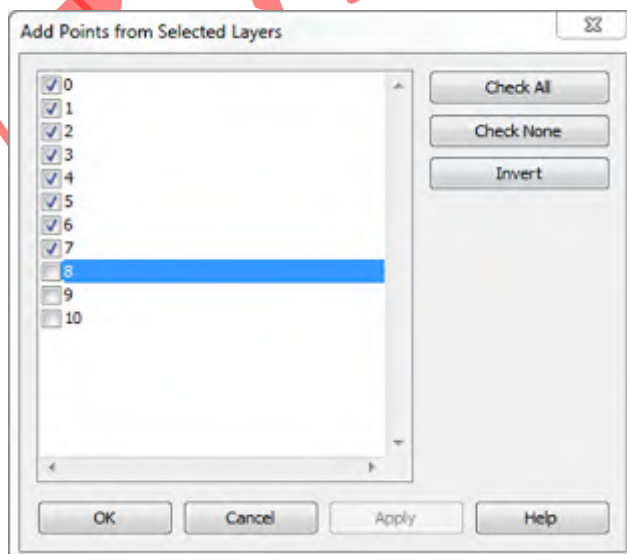 Add Points from Selected Layers
0
1
2
3
4
5
6
7
8
9
10
Check All
Check None
Invert
OK
Cancel
Apply
Help